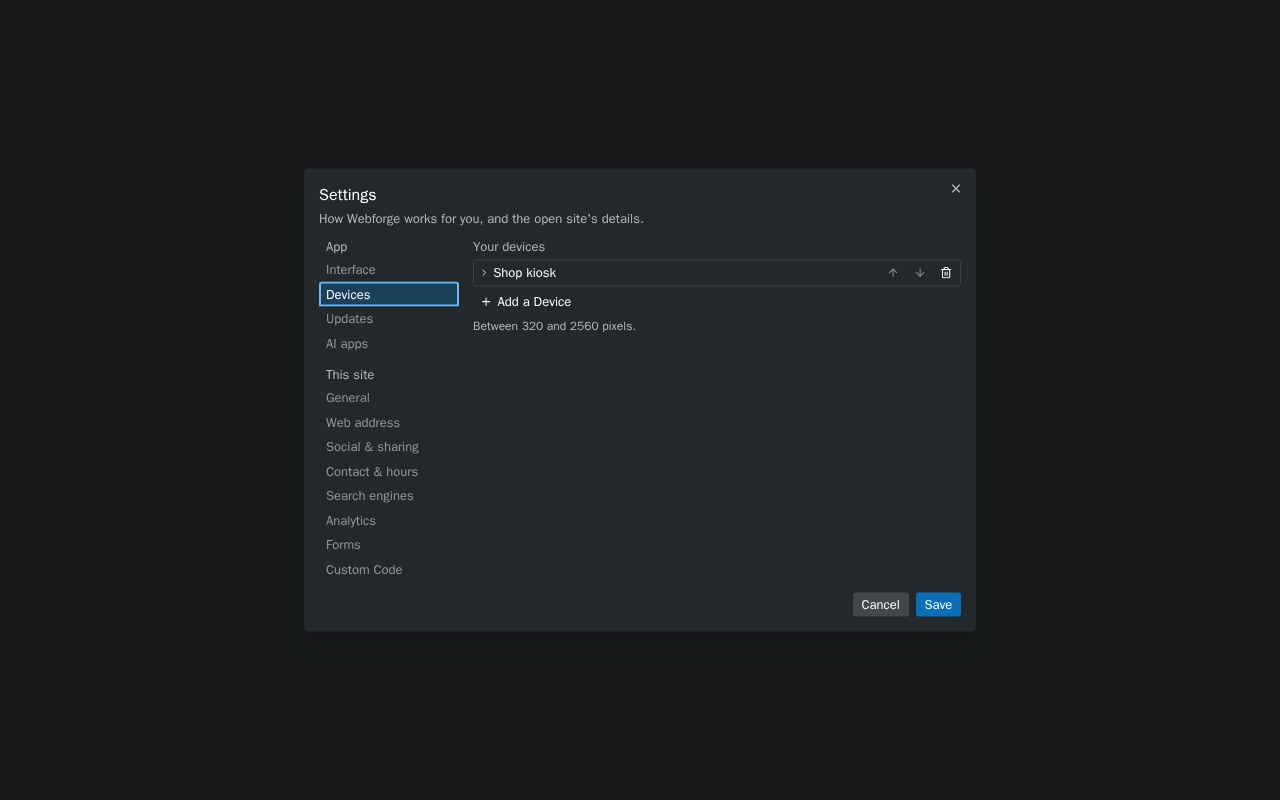 Settings
How Webforge works for you, and the open site's details.
App
Interface
Devices
Updates
AI apps
This site
General
Web address
Social & sharing
Contact & hours
Search engines
Analytics
Forms
Custom Code
Your devices
Shop kiosk
Add a Device
Between 320 and 2560 pixels.
Cancel
Save